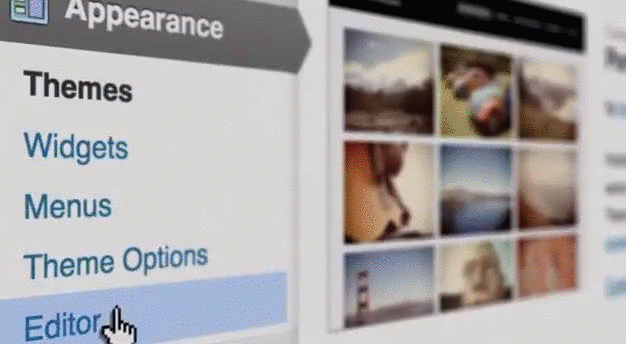 Appearance
Themes
Widgets
Menus
Theme Options
Editor